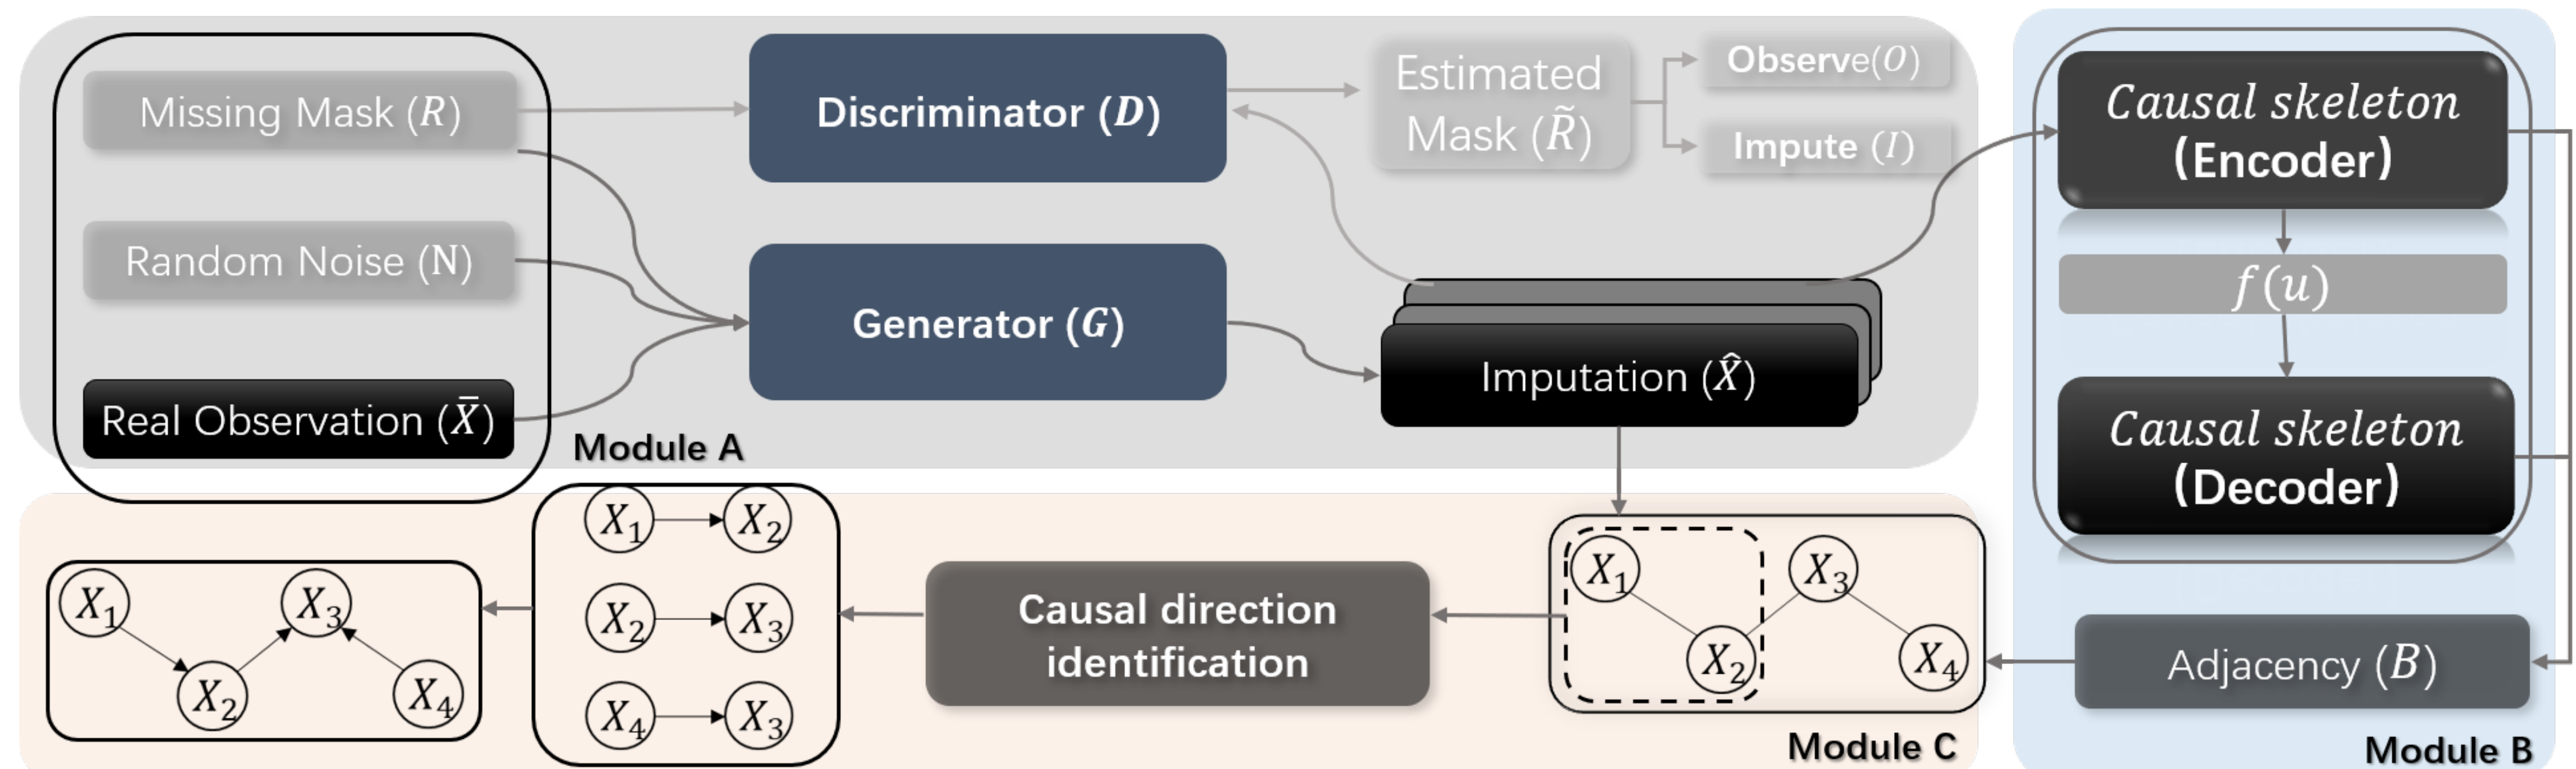 Missing Mask (R)
Random Noise (N)
Real Observation (X̄)
Discriminator (D)
Generator (G)
Estimated
Mask (R̃)
Observe(O)
Impute (I)
Imputation (X̂)
Module A
Causal skeleton
(Encoder)
f(u)
Causal skeleton
(Decoder)
Adjacency (B)
Module B
X₁
X₃
X₂
X₄
Module C
Causal direction
identification
X₁ X₂
X₂ X₃
X₄ X₃
X₁
X₃
X₂
X₄